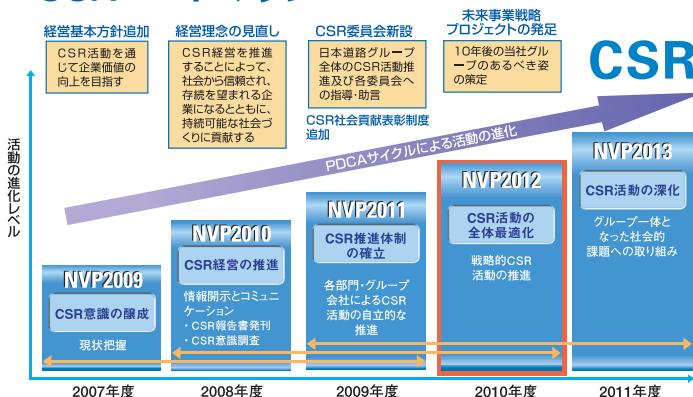 経営基本方針追加
CSR活動を通
じて企業価値の
向上を目指す
経営理念の見直し
CSR経営を推進
することによって、
社会から信頼され、
存続を望まれる企
業になるとともに、
持続可能な社会づ
くりに貢献する
CSR委員会新設
日本道路グループ
全体のCSR活動推
進及び各委員会へ
の指導・助言
CSR社会貢献表彰制度
追加
未来事業戦略
プロジェクトの発足
10年後の当社グル
ープのあるべき姿
の策定
CSR
活動の進化レベル
PDCAサイクルによる活動の進化
NVP2009
CSR意識の醸成
現状把握
NVP2010
CSR経営の推進
情報開示とコミュニ
ケーション
・CSR報告書発刊
・CSR意識調査
NVP2011
CSR推進体制
の確立
各部門・グループ
会社によるCSR
活動の自立的な
推進
NVP2012
CSR活動の
全体最適化
戦略的CSR
活動の推進
NVP2013
CSR活動の深化
グループ一体と
なった社会的
課題への取り組み
2007年度
2008年度
2009年度
2010年度
2011年度